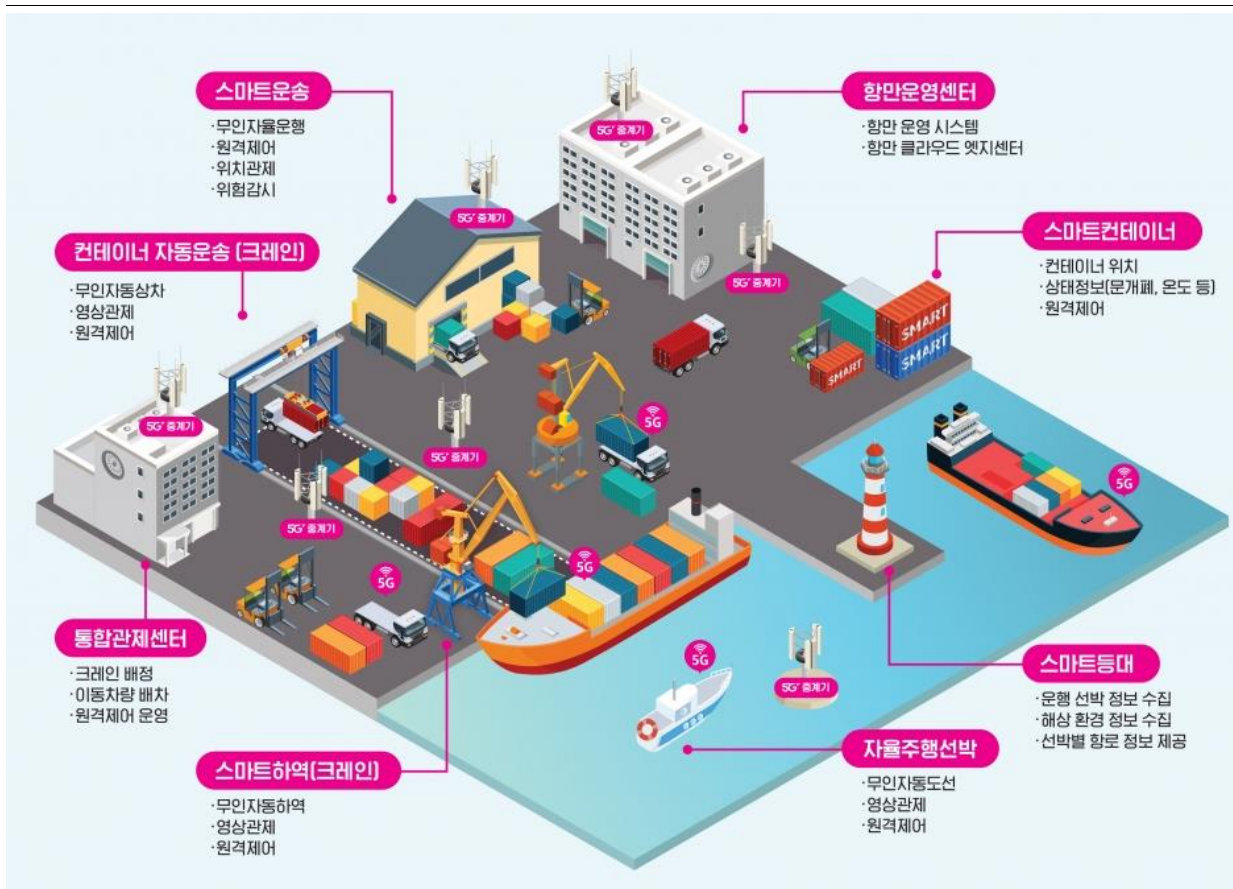 스마트운송
·무인자율운행
·원격제어
·위치관제
·위험감시
항만운영센터
·항만 운영 시스템
·항만 클라우드 엣지센터
컨테이너 자동운송 (크레인)
·무인자동상차
·영상관제
·원격제어
스마트컨테이너
·컨테이너 위치
·상태정보(문개폐, 온도 등)
·원격제어
통합관제센터
·크레인 배정
·이동차량 배차
·원격제어 운영
스마트하역(크레인)
·무인자동하역
·영상관제
·원격제어
자율주행선박
·무인자동도선
·영상관제
·원격제어
스마트등대
·운행 선박 정보 수집
·해상 환경 정보 수집
·선박별 항로 정보 제공
5G⁺ 중계기
5G⁺ 중계기
5G⁺ 중계기
5G⁺ 중계기
5G⁺ 중계기
5G⁺ 중계기
5G⁺ 중계기
SMART
SMART
SMART
5G
5G
5G
5G
5G